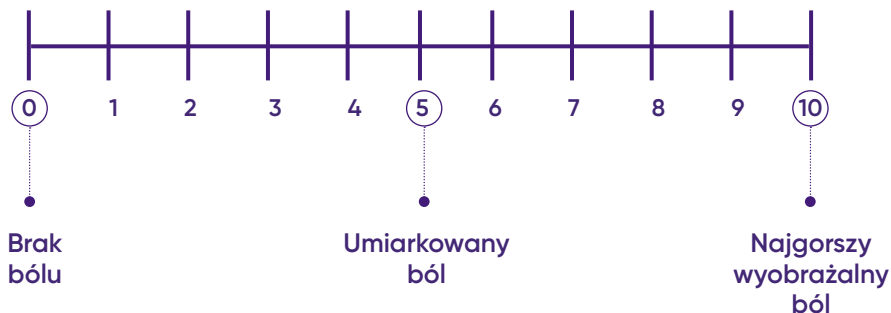 0 1 2 3 4 5 6 7 8 9 10
Brak
bólu
Umiarkowany
ból
Najgorszy
wyobrażalny
ból